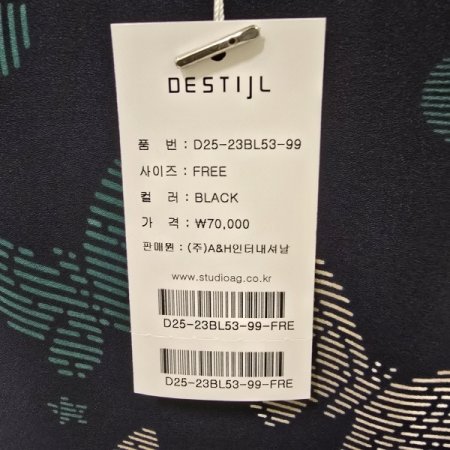 DESTIJL
품 번 : D25-23BL53-99
사이즈 : FREE
컬 러 : BLACK
가 격 : ₩70,000
판매원 : (주)A&H인터내셔날
www.studioag.co.kr
D25-23BL53-99-FRE
D25-23BL53-99-FRE